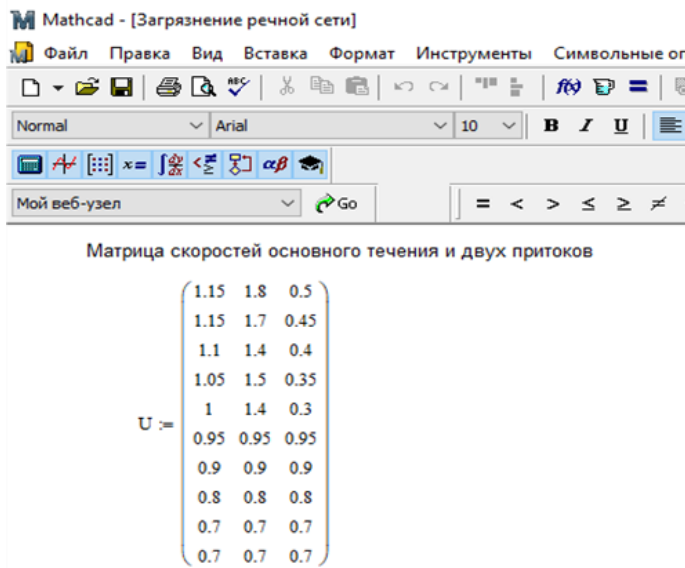 Mathcad - [Загрязнение речной сети]
Файл Правка Вид Вставка Формат Инструменты Символьные
Normal Arial 10 B I U
x= αβ
Мой веб-узел Go = < > ≤ ≥ ≠
Матрица скоростей основного течения и двух притоков
1.15 1.8 0.5
1.15 1.7 0.45
1.1 1.4 0.4
1.05 1.5 0.35
U := 1 1.4 0.3
0.95 0.95 0.95
0.9 0.9 0.9
0.8 0.8 0.8
0.7 0.7 0.7
0.7 0.7 0.7